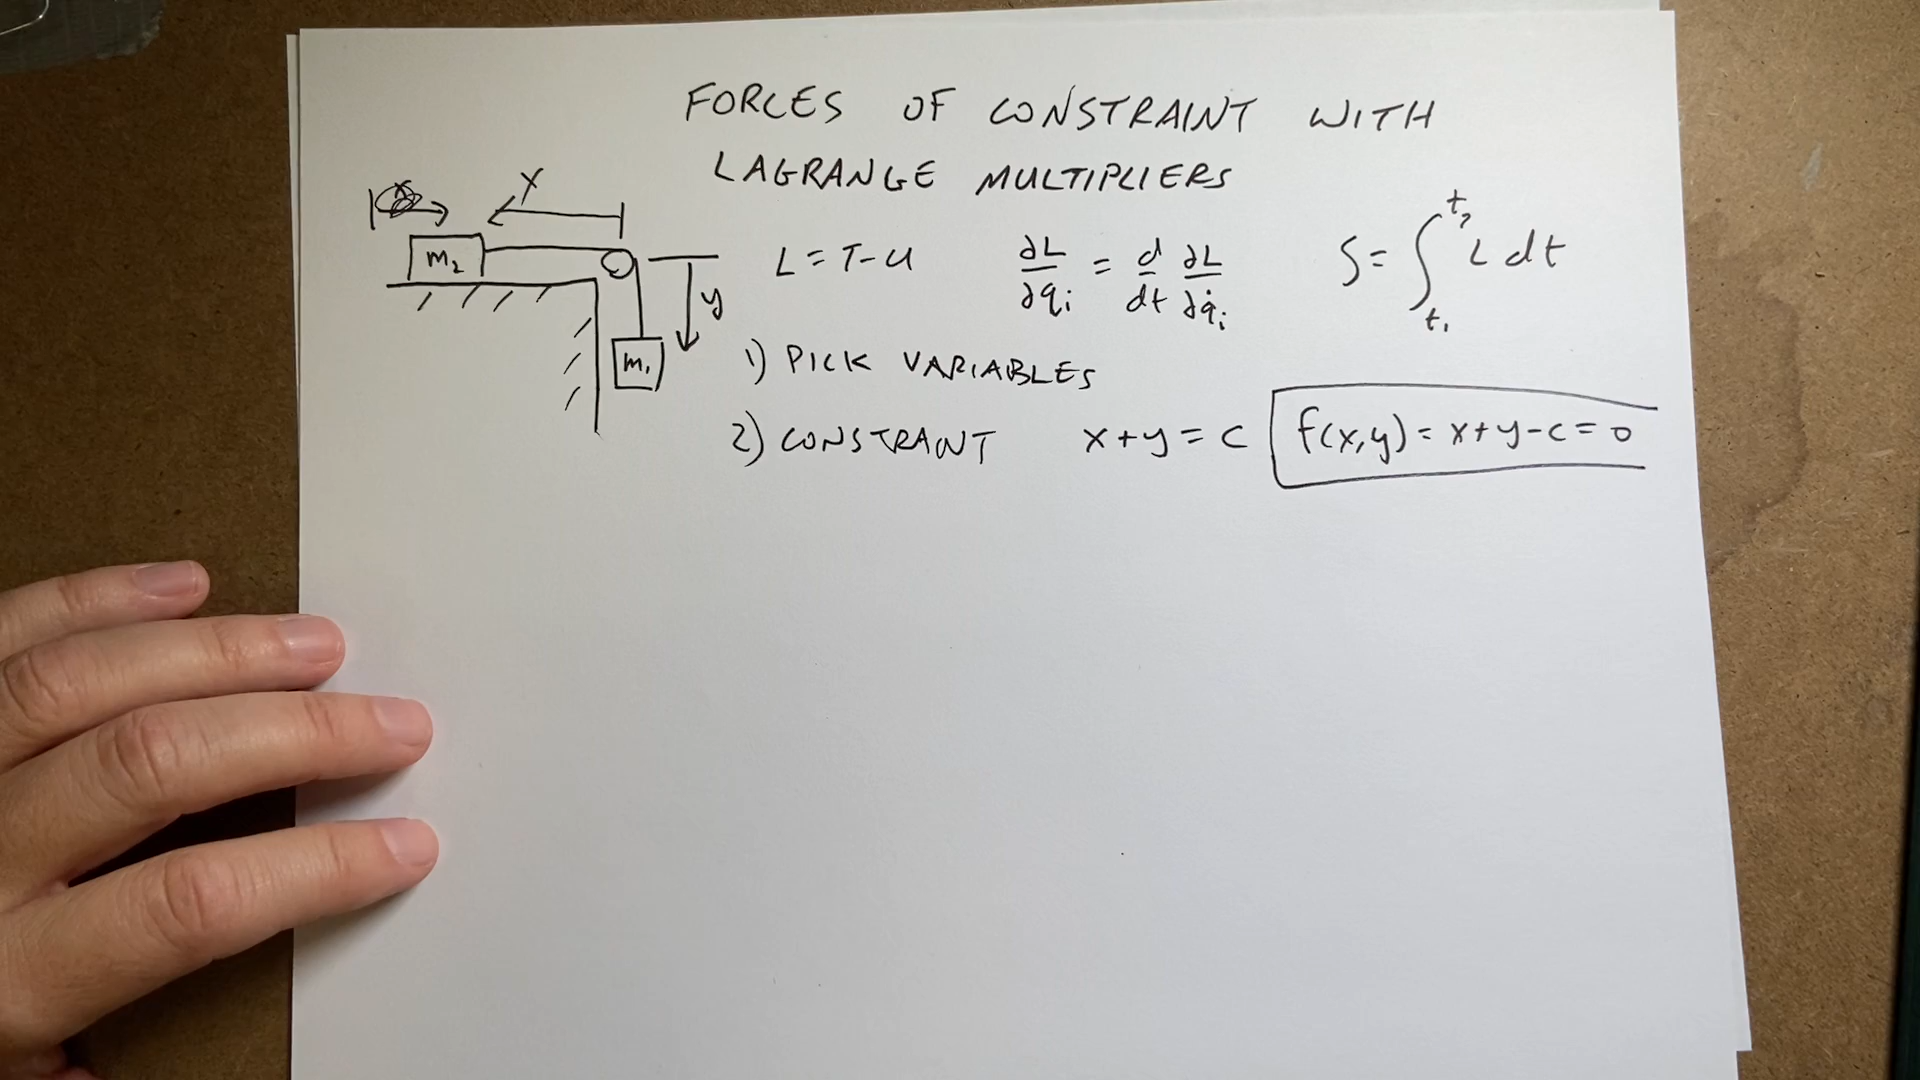 FORCES OF CONSTRAINT WITH
LAGRANGE MULTIPLIERS
x
m₂
y
m₁
L = T - U    ∂L/∂qᵢ = d/dt ∂L/∂q̇ᵢ    S = ∫_{t₁}^{t₂} L dt
1) PICK VARIABLES
2) CONSTRAINT    x + y = c    f(x,y) = x + y - c = 0